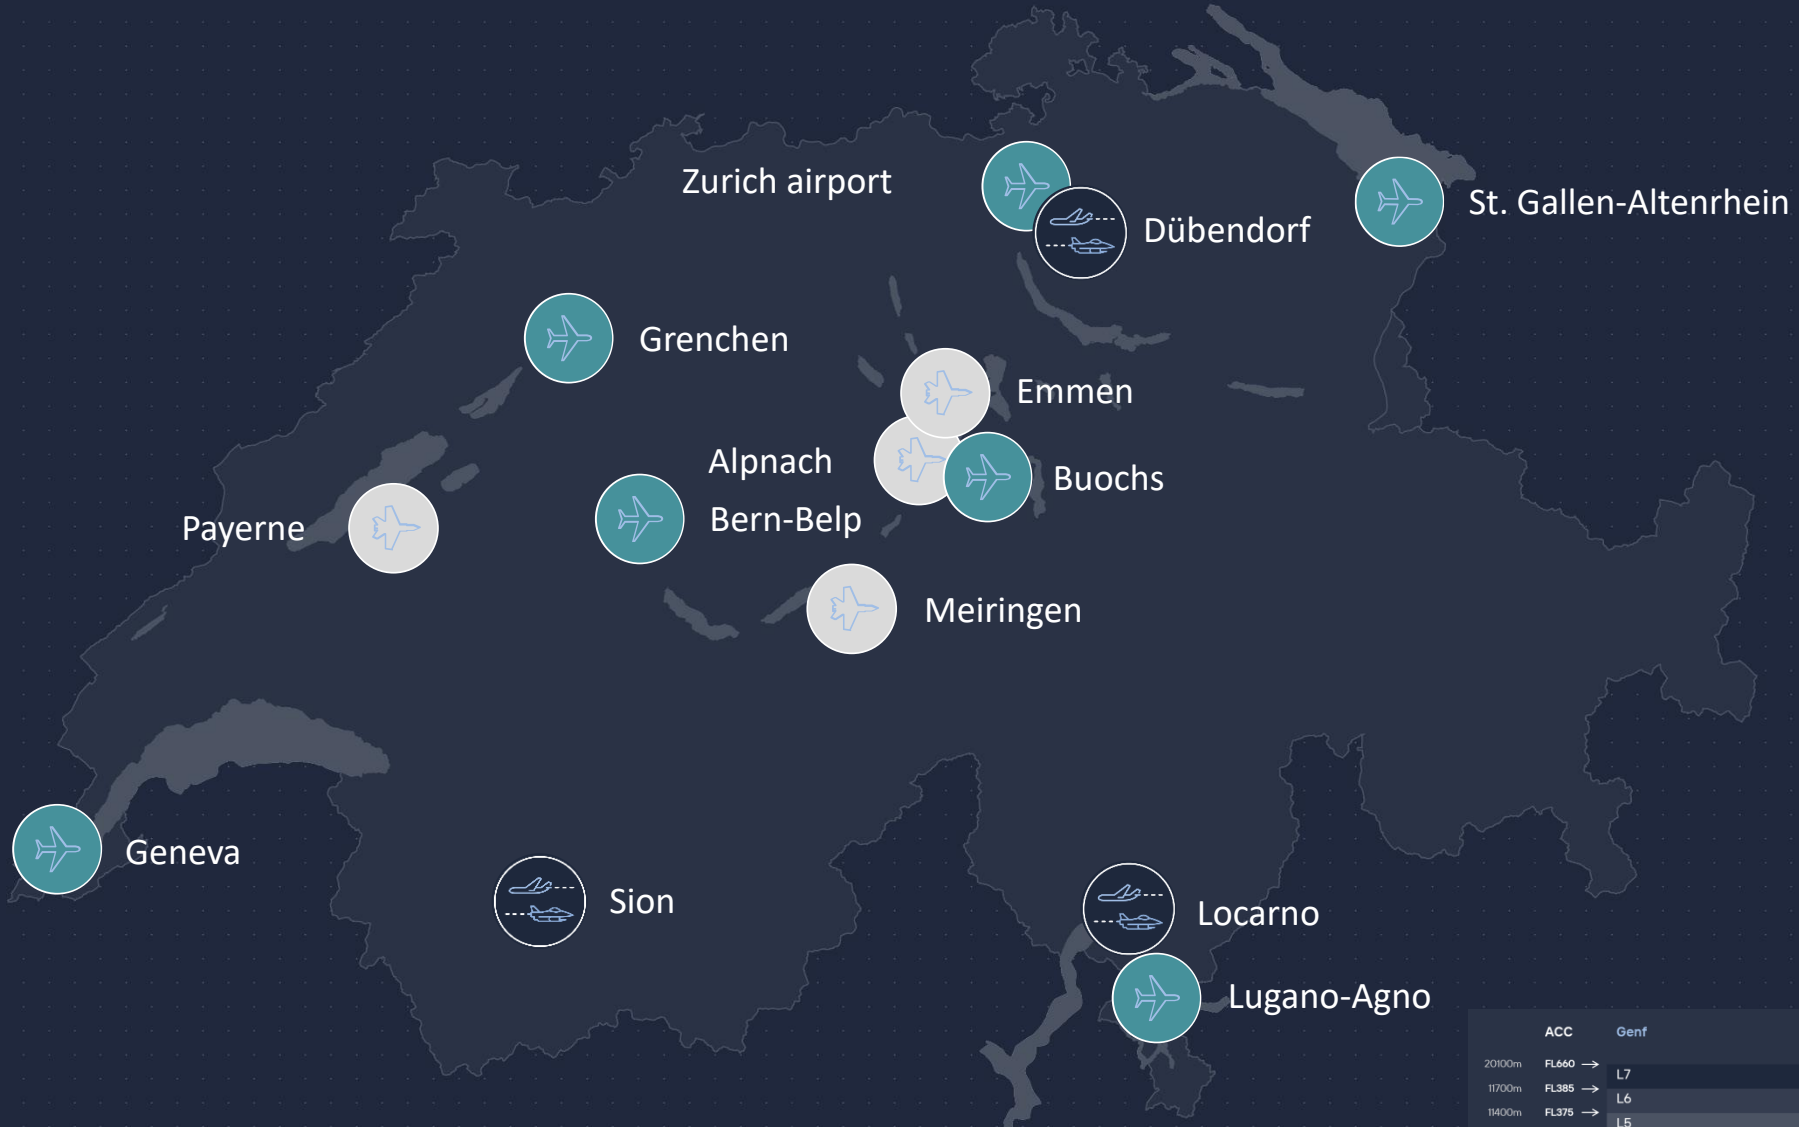 Zurich airport
St. Gallen-Altenrhein
Dübendorf
Grenchen
Emmen
Alpnach
Buochs
Payerne
Bern-Belp
Meiringen
Geneva
Sion
Locarno
Lugano-Agno
ACC Genf
20100m FL660 →
L7
11700m FL385 →
L6
11400m FL375 →
L5